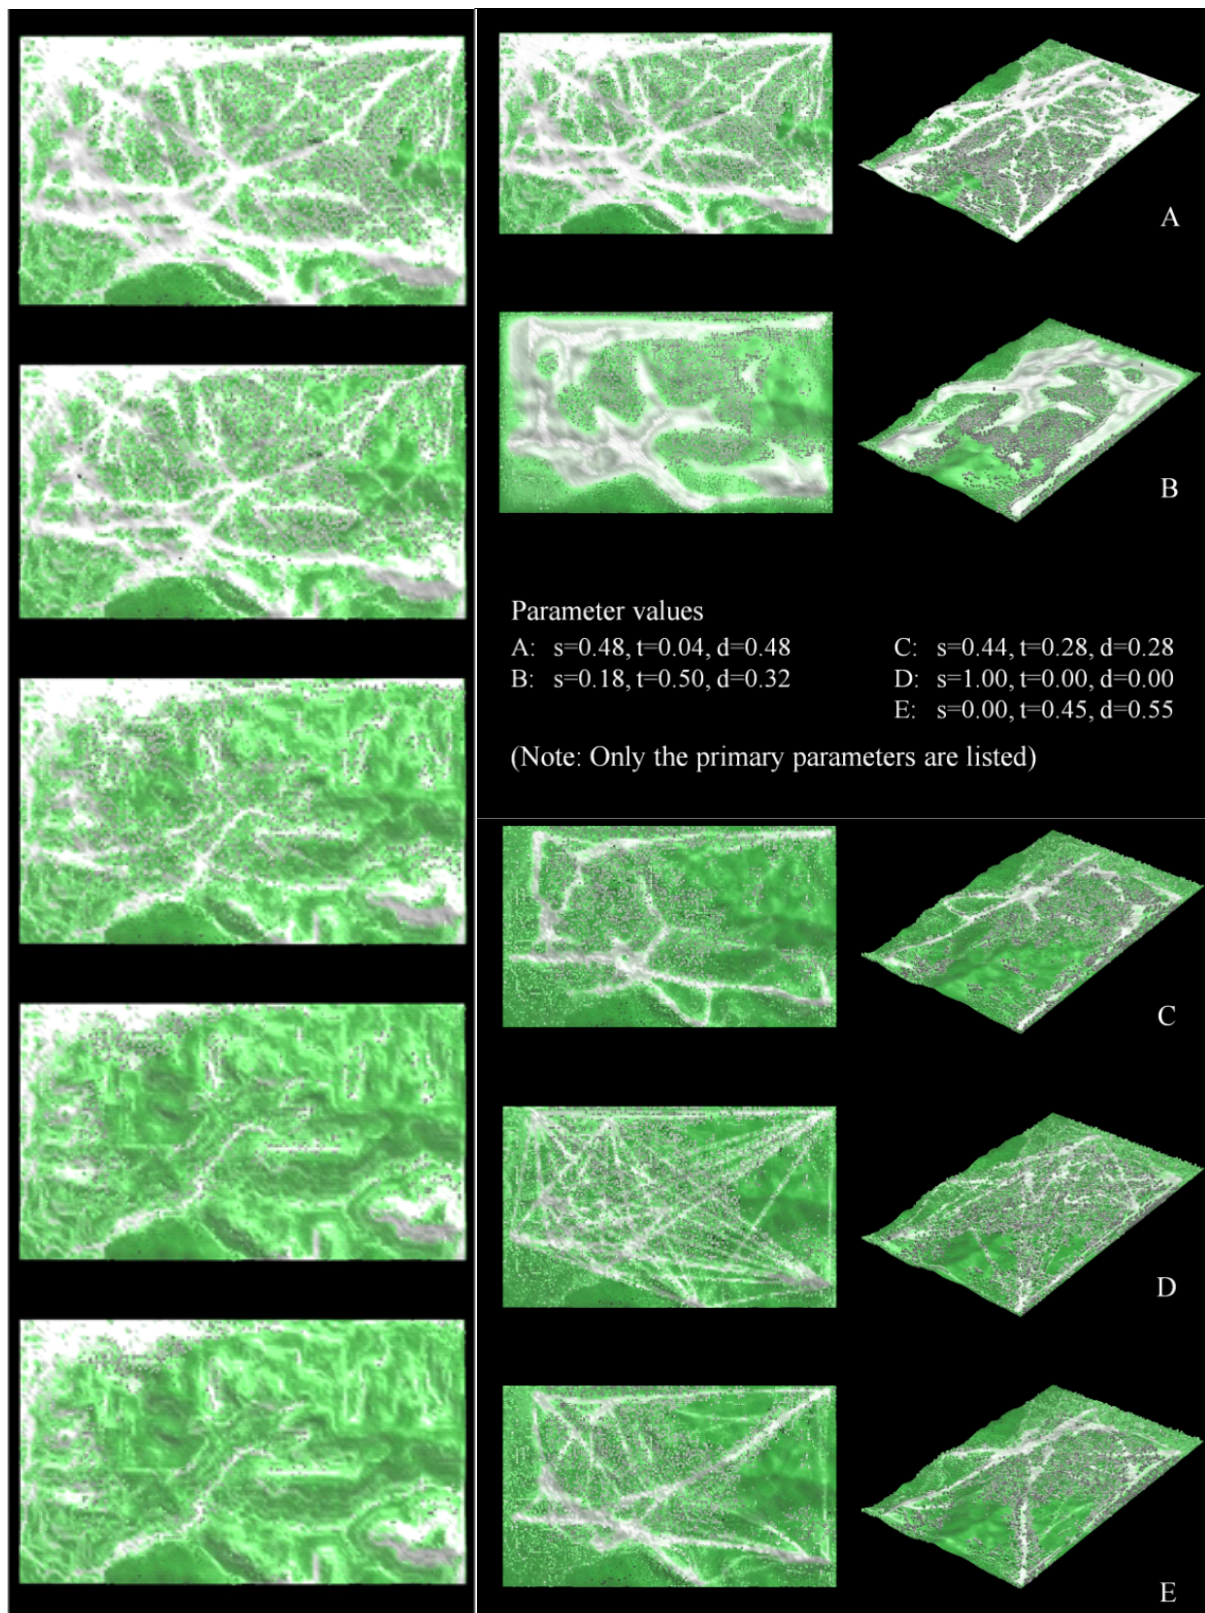 A
B
Parameter values
A: s=0.48, t=0.04, d=0.48
B: s=0.18, t=0.50, d=0.32
C: s=0.44, t=0.28, d=0.28
D: s=1.00, t=0.00, d=0.00
E: s=0.00, t=0.45, d=0.55
(Note: Only the primary parameters are listed)
C
D
E